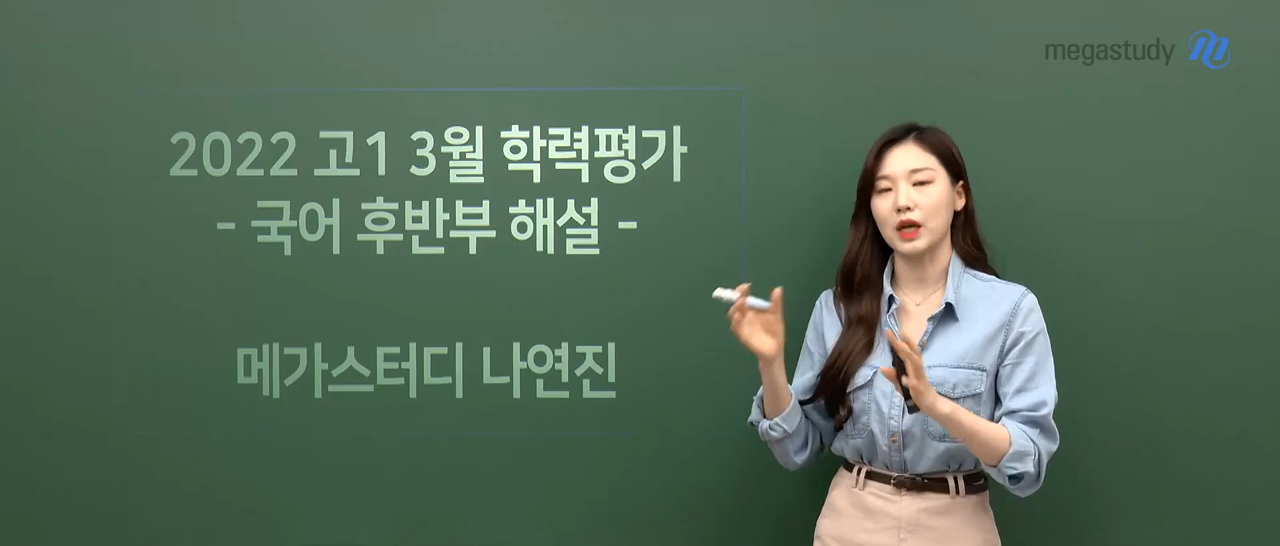 megastudy
2022 고1 3월 학력평가
- 국어 후반부 해설 -
메가스터디 나연진